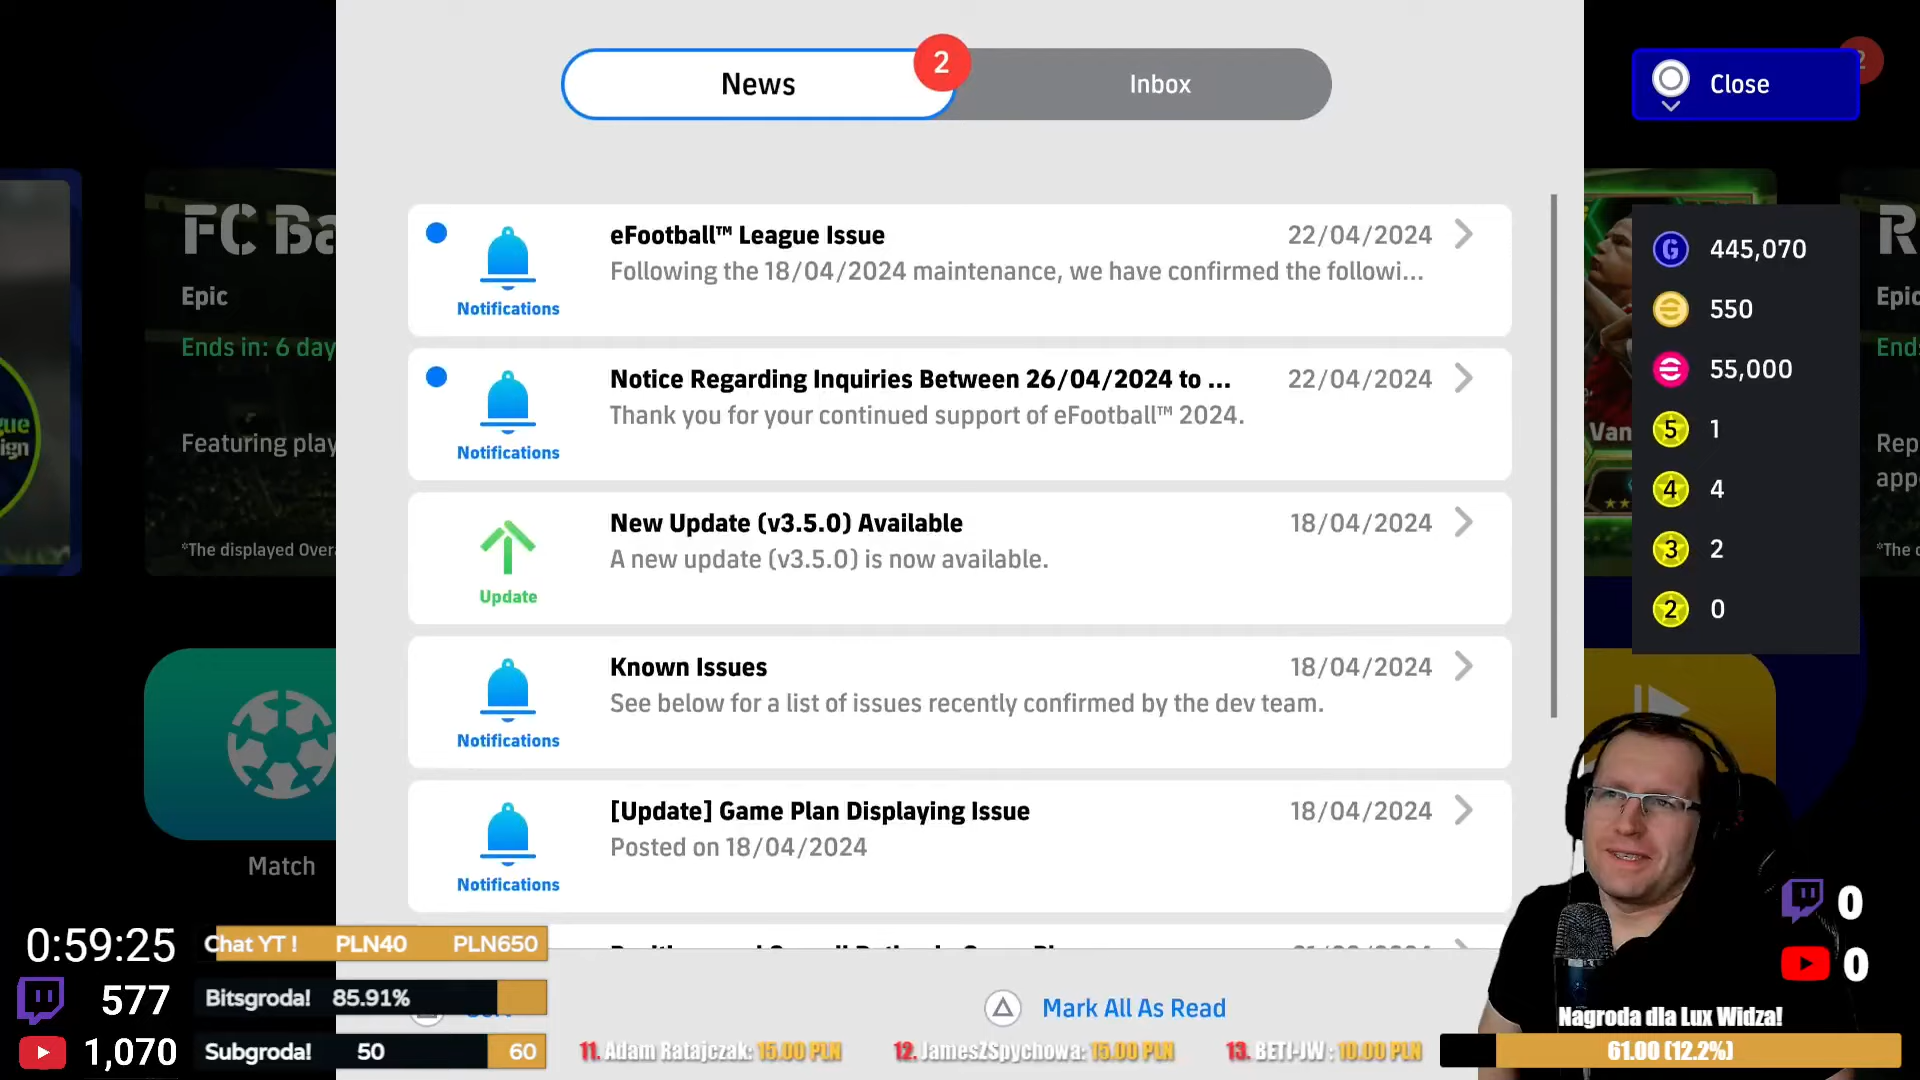 News
2
Inbox
Close
2
FC Ba
Epic
Ends in: 6 day
Featuring play
*The displayed Overa
Match
eFootball™ League Issue
22/04/2024
Following the 18/04/2024 maintenance, we have confirmed the followi...
Notifications
Notice Regarding Inquiries Between 26/04/2024 to ...
22/04/2024
Thank you for your continued support of eFootball™ 2024.
Notifications
New Update (v3.5.0) Available
18/04/2024
A new update (v3.5.0) is now available.
Update
Known Issues
18/04/2024
See below for a list of issues recently confirmed by the dev team.
Notifications
[Update] Game Plan Displaying Issue
18/04/2024
Posted on 18/04/2024
Notifications
Mark All As Read
G 445,070
550
55,000
5 1
4 4
3 2
2 0
Van
R
Epic
Ends
Rep
app
*The
0:59:25
577
1,070
Chat YT ! PLN40 PLN650
Bitsgroda! 85.91%
Subgroda! 50 60
11. Adam Ratajczak: 15.00 PLN
12. JamesZSpychowa: 15.00 PLN
13. BETI-JW : 10.00 PLN
0
0
Nagroda dla Lux Widza!
61.00 (12.2%)